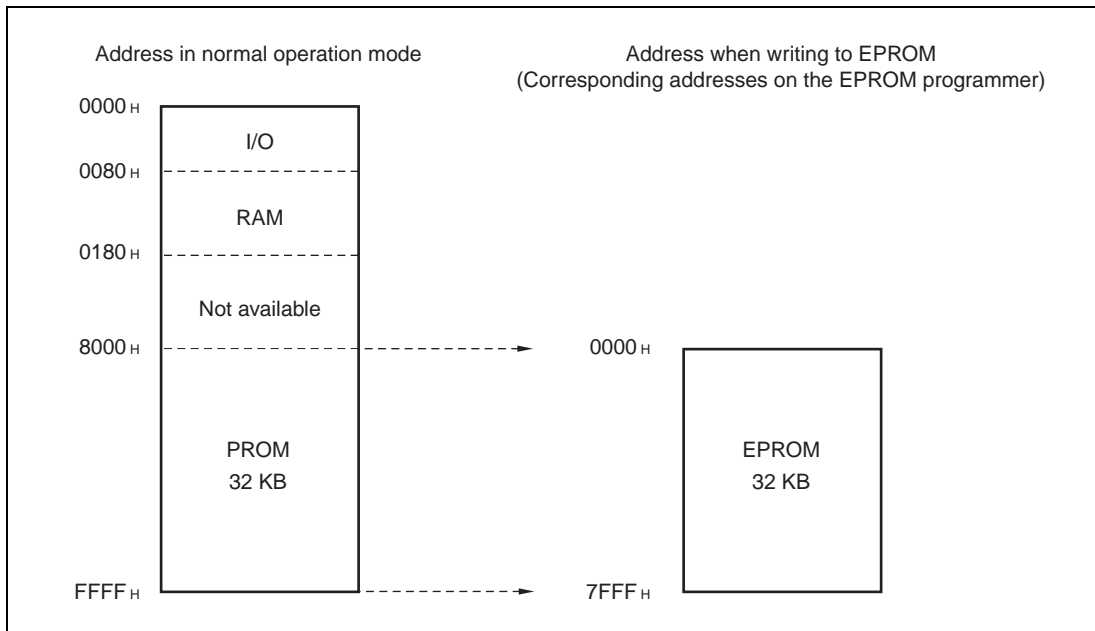 Address in normal operation mode
Address when writing to EPROM
(Corresponding addresses on the EPROM programmer)
0000 H
I/O
0080 H
RAM
0180 H
Not available
8000 H
0000 H
PROM
32 KB
EPROM
32 KB
FFFF H
7FFF H